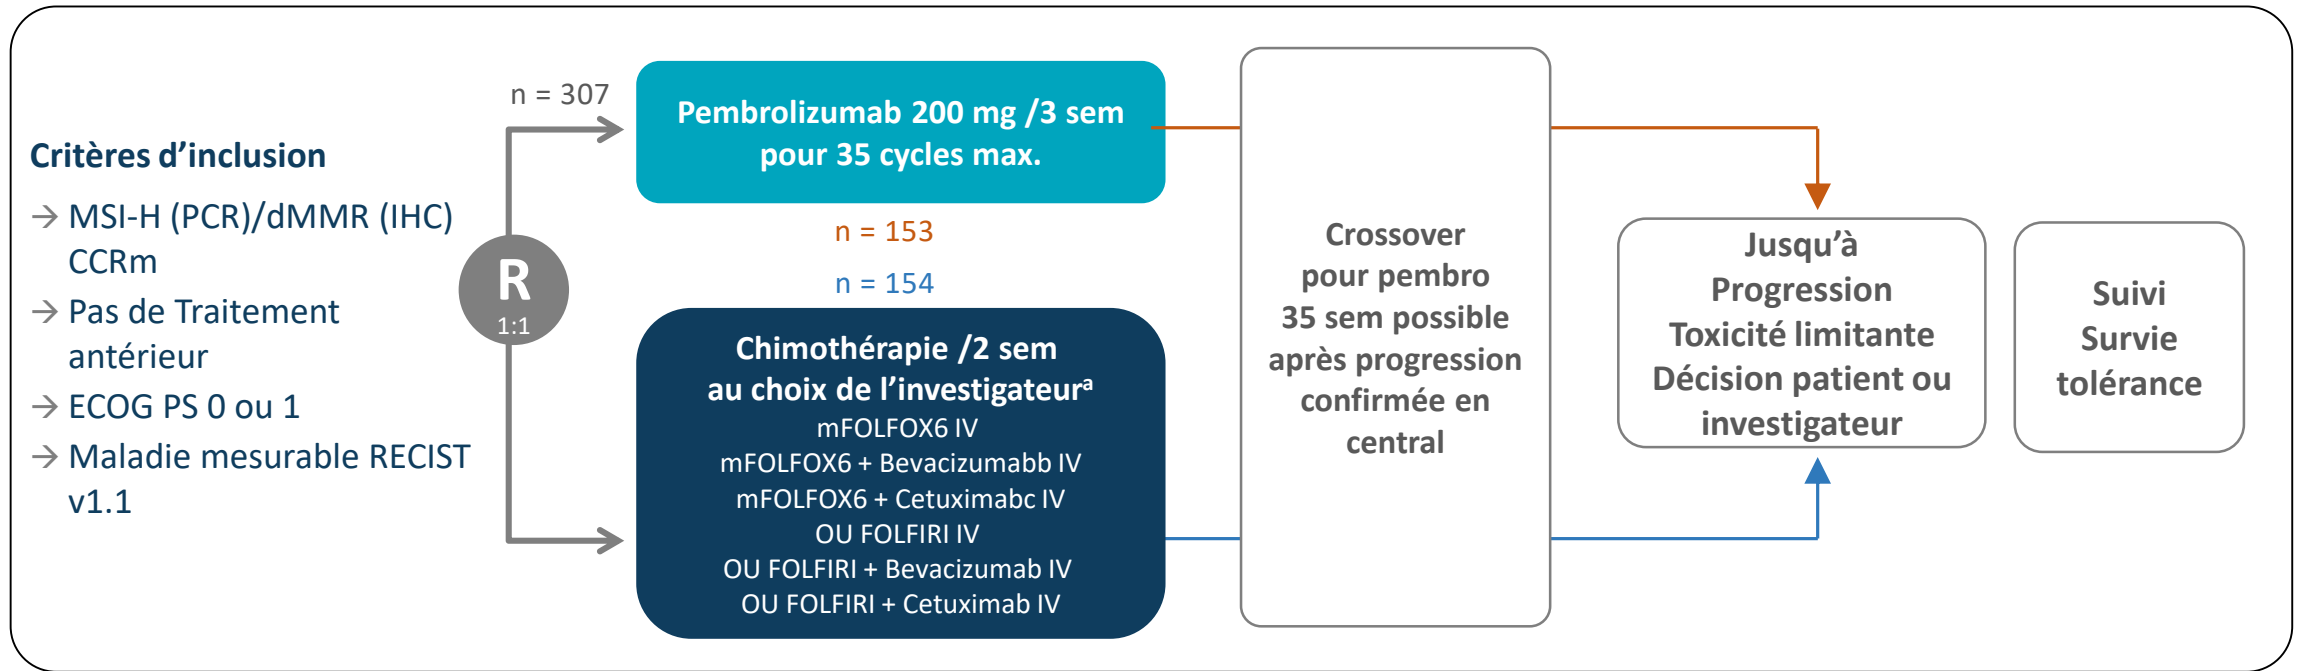 Critères d’inclusion
→ MSI-H (PCR)/dMMR (IHC)
CCRm
→ Pas de Traitement
antérieur
→ ECOG PS 0 ou 1
→ Maladie mesurable RECIST
v1.1
n = 307
R
1:1
Pembrolizumab 200 mg /3 sem
pour 35 cycles max.
n = 153
n = 154
Chimothérapie /2 sem
au choix de l’investigateurᵃ
mFOLFOX6 IV
mFOLFOX6 + Bevacizumabb IV
mFOLFOX6 + Cetuximabc IV
OU FOLFIRI IV
OU FOLFIRI + Bevacizumab IV
OU FOLFIRI + Cetuximab IV
Crossover
pour pembro
35 sem possible
après progression
confirmée en
central
Jusqu’à
Progression
Toxicité limitante
Décision patient ou
investigateur
Suivi
Survie
tolérance